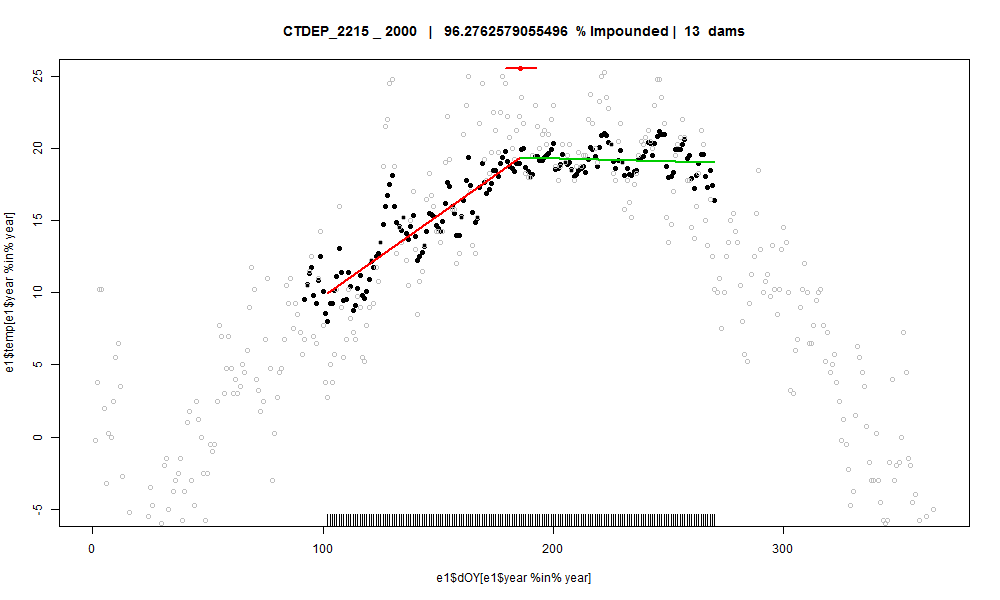 CTDEP_2215 _ 2000 | 96.2762579055496 % Impounded | 13 dams
e1$temp[e1$year %in% year]
25
20
15
10
5
0
-5
0 100 200 300
e1$dOY[e1$year %in% year]